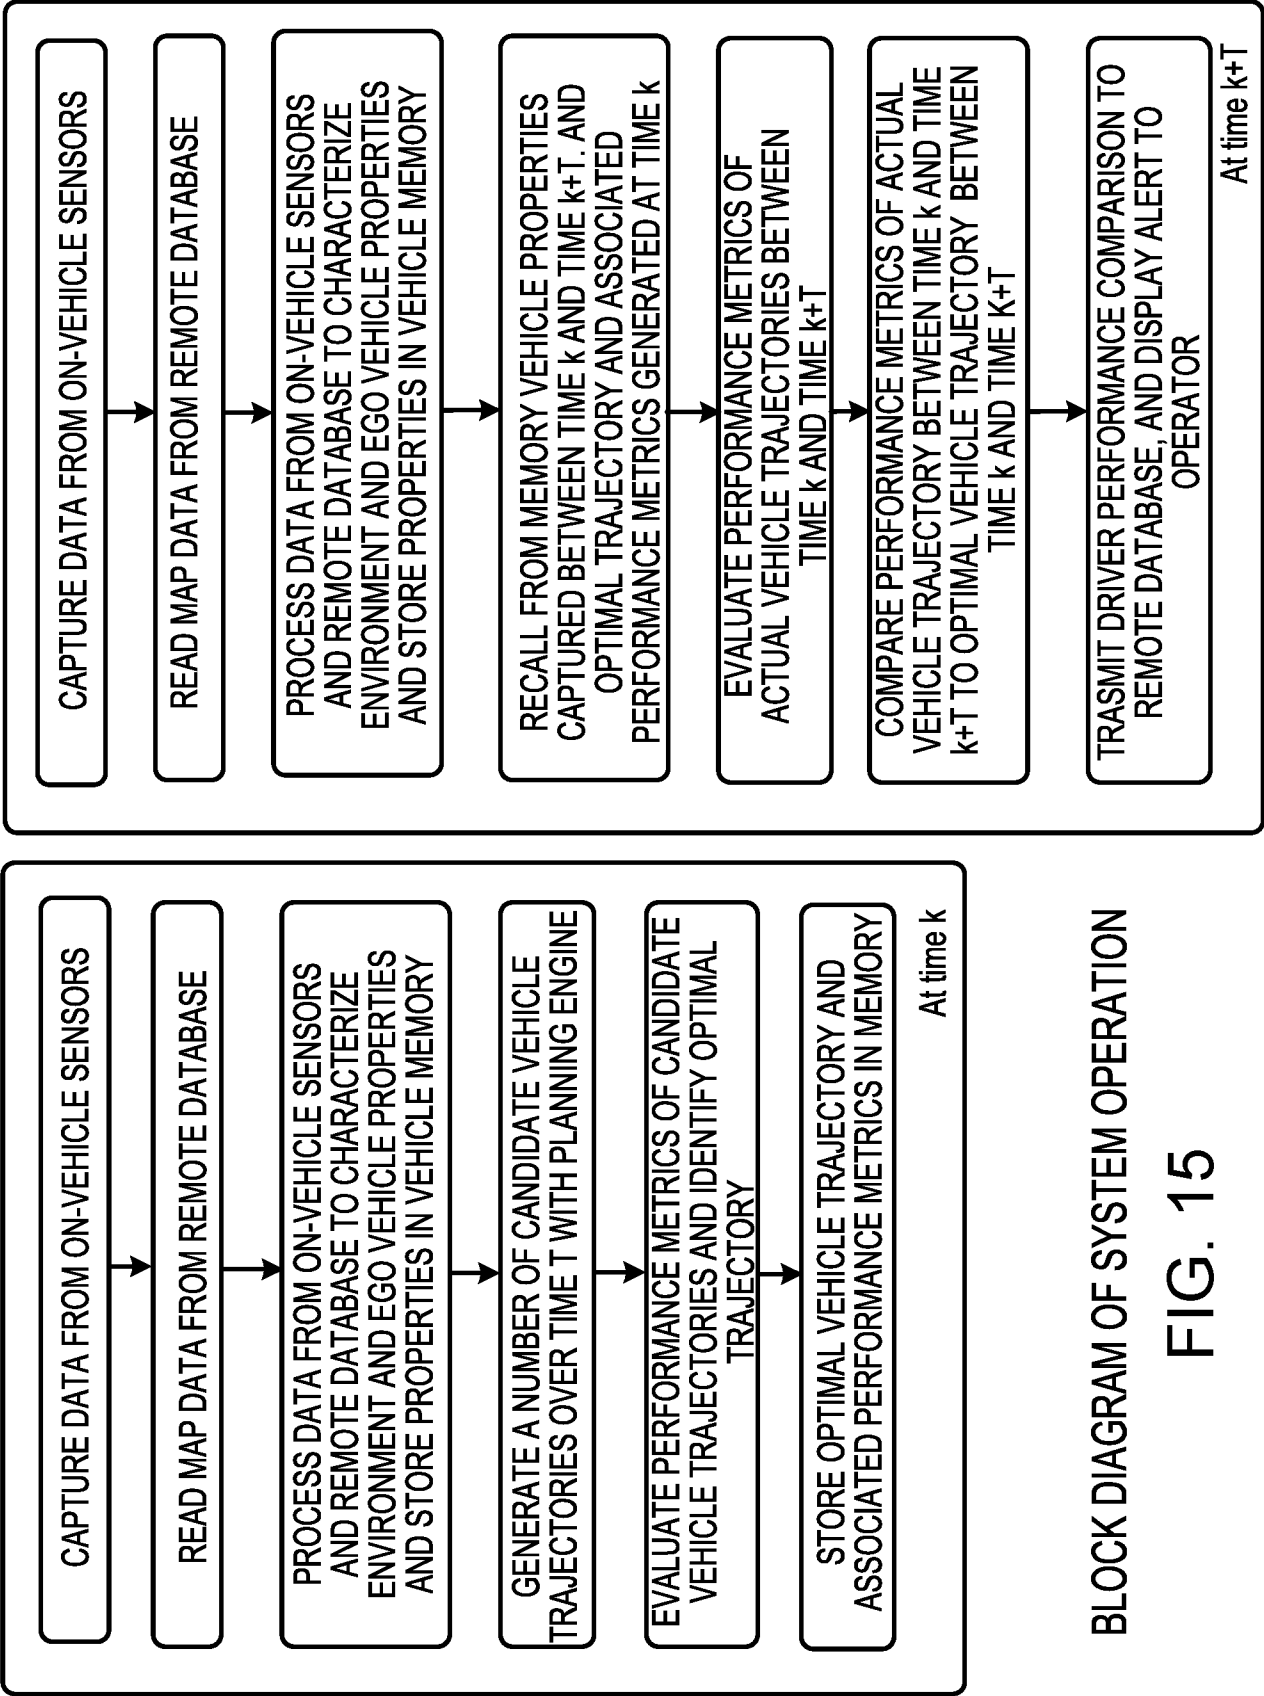 CAPTURE DATA FROM ON-VEHICLE SENSORS
READ MAP DATA FROM REMOTE DATABASE
PROCESS DATA FROM ON-VEHICLE SENSORS
AND REMOTE DATABASE TO CHARACTERIZE
ENVIRONMENT AND EGO VEHICLE PROPERTIES
AND STORE PROPERTIES IN VEHICLE MEMORY
GENERATE A NUMBER OF CANDIDATE VEHICLE
TRAJECTORIES OVER TIME T WITH PLANNING ENGINE
EVALUATE PERFORMANCE METRICS OF CANDIDATE
VEHICLE TRAJECTORIES AND IDENTIFY OPTIMAL
TRAJECTORY
STORE OPTIMAL VEHICLE TRAJECTORY AND
ASSOCIATED PERFORMANCE METRICS IN MEMORY
At time k
CAPTURE DATA FROM ON-VEHICLE SENSORS
READ MAP DATA FROM REMOTE DATABASE
PROCESS DATA FROM ON-VEHICLE SENSORS
AND REMOTE DATABASE TO CHARACTERIZE
ENVIRONMENT AND EGO VEHICLE PROPERTIES
AND STORE PROPERTIES IN VEHICLE MEMORY
RECALL FROM MEMORY VEHICLE PROPERTIES
CAPTURED BETWEEN TIME k AND TIME k+T. AND
OPTIMAL TRAJECTORY AND ASSOCIATED
PERFORMANCE METRICS GENERATED AT TIME k
EVALUATE PERFORMANCE METRICS OF
ACTUAL VEHICLE TRAJECTORIES BETWEEN
TIME k AND TIME k+T
COMPARE PERFORMANCE METRICS OF ACTUAL
VEHICLE TRAJECTORY BETWEEN TIME k AND TIME
k+T TO OPTIMAL VEHICLE TRAJECTORY BETWEEN
TIME k AND TIME K+T
TRASMIT DRIVER PERFORMANCE COMPARISON TO
REMOTE DATABASE, AND DISPLAY ALERT TO
OPERATOR
At time k+T
BLOCK DIAGRAM OF SYSTEM OPERATION
FIG. 15